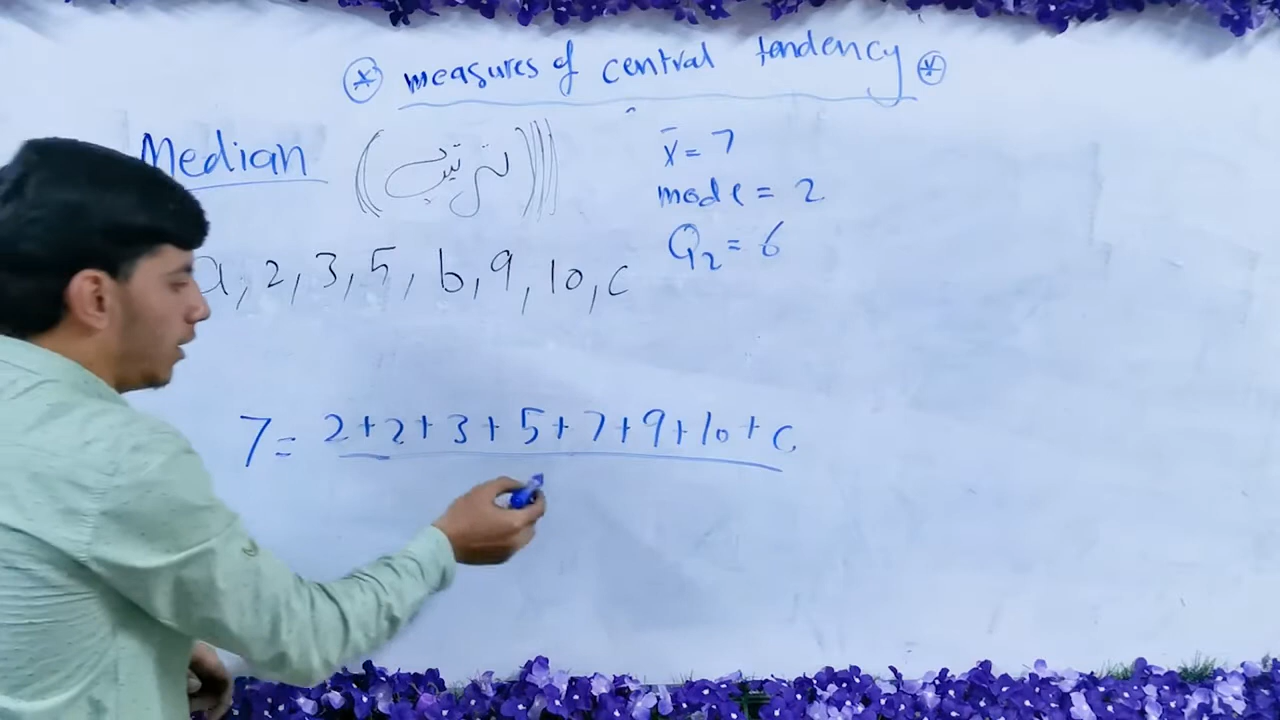 ⊛ measures of central tendency ⊛
Median (ترتيب)
x̄ = 7
mode = 2
Q₂ = 6
a, 2, 3, 5, b, 9, 10, c
7 = 2+2+3+5+7+9+10+c